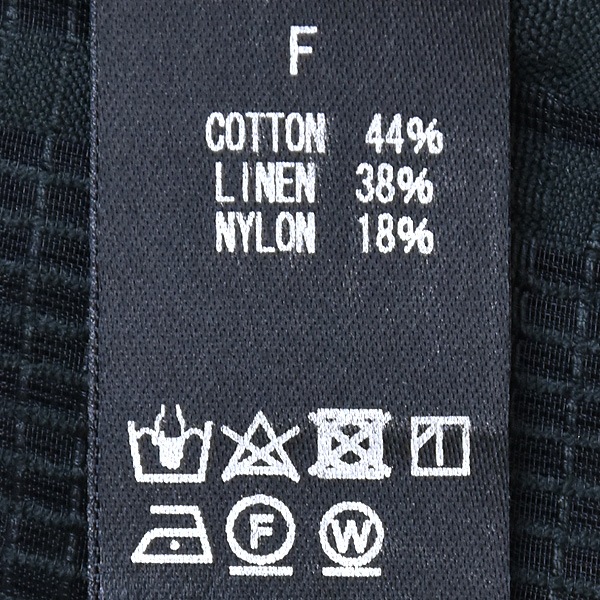 F
COTTON 44%
LINEN 38%
NYLON 18%
F W